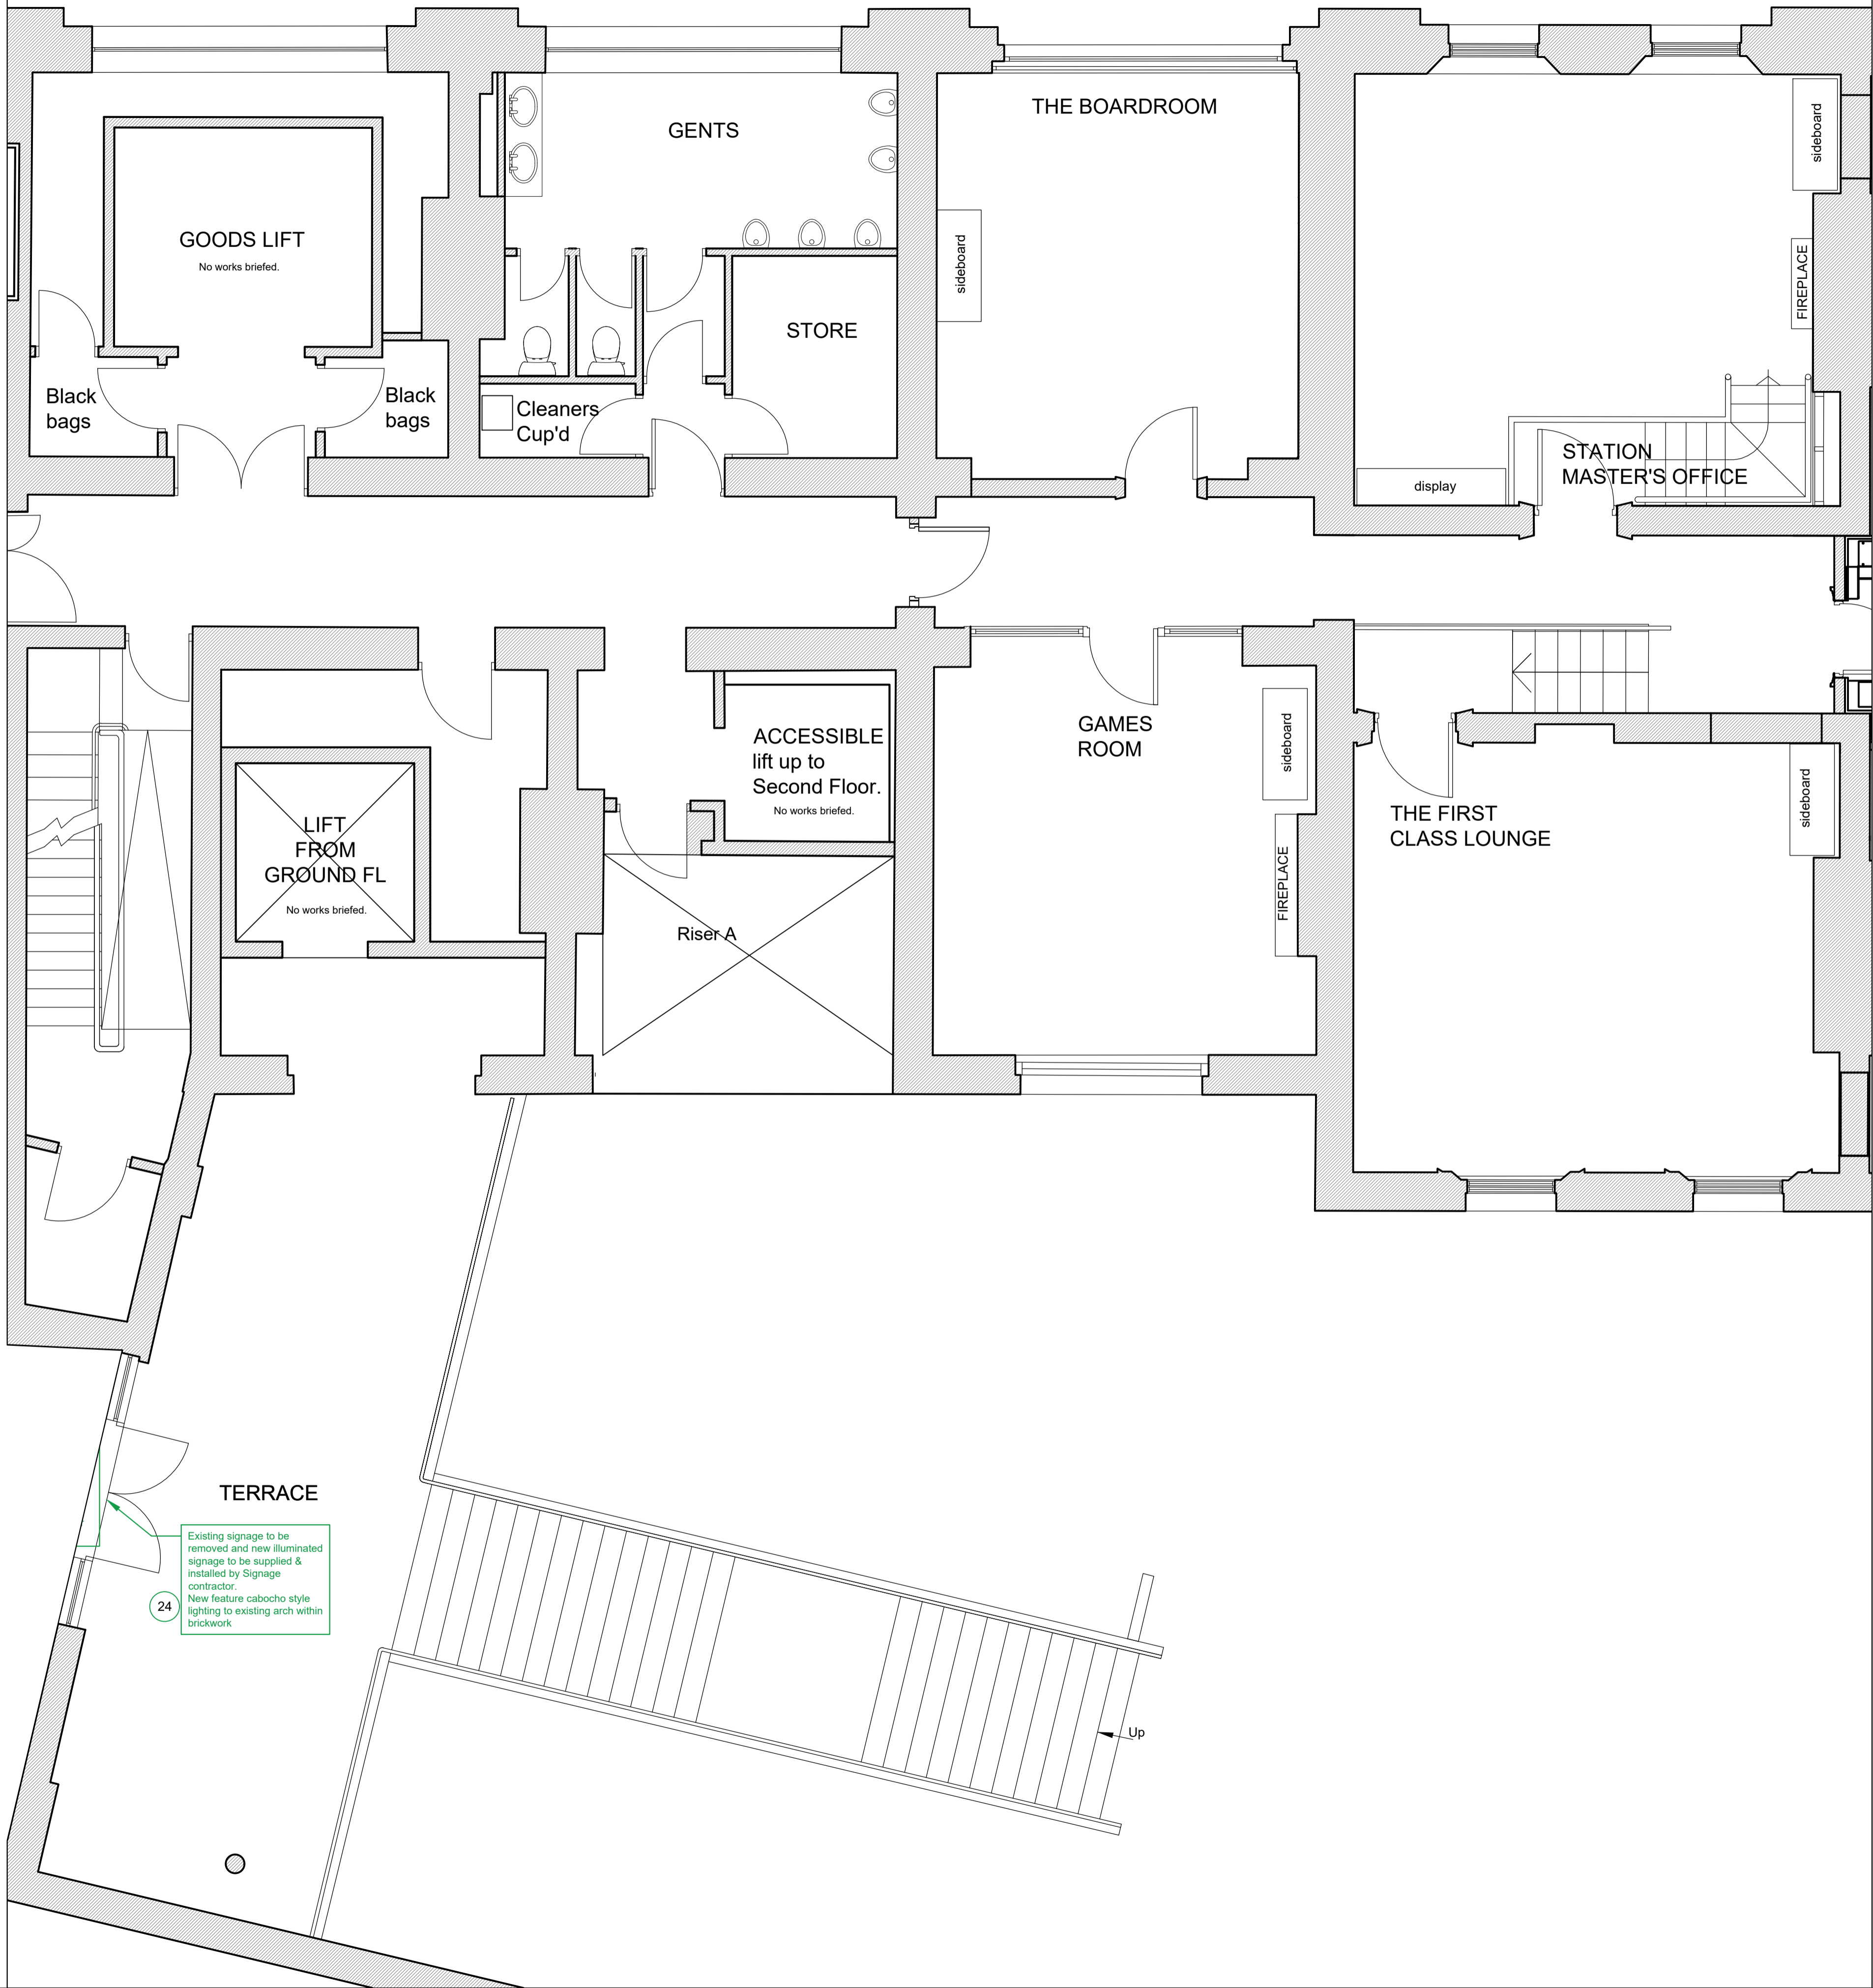 THE BOARDROOM
GENTS
sideboard
GOODS LIFT
No works briefed.
sideboard
FIREPLACE
STORE
Black
bags
Black
bags
Cleaners
Cup'd
STATION
MASTER'S OFFICE
display
ACCESSIBLE
lift up to
Second Floor.
No works briefed.
GAMES
ROOM
sideboard
sideboard
THE FIRST
CLASS LOUNGE
LIFT
FROM
GROUND FL
No works briefed.
FIREPLACE
Riser A
TERRACE
Existing signage to be
removed and new illuminated
signage to be supplied &
installed by Signage
contractor.
New feature cabocho style
lighting to existing arch within
brickwork
24
Up